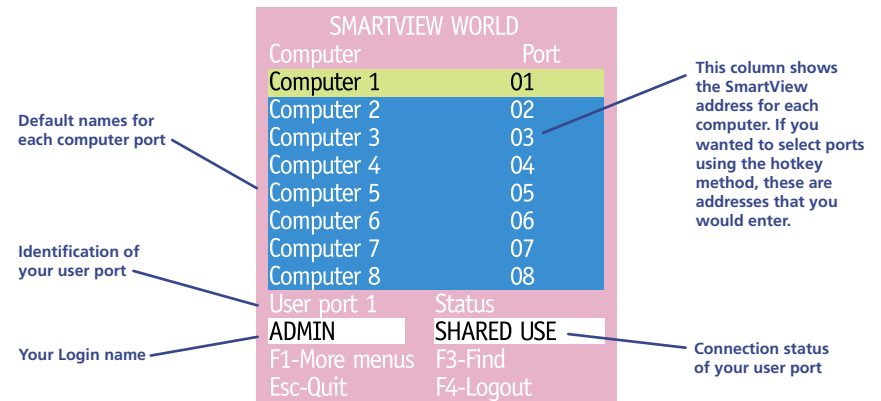 SMARTVIEW WORLD
Computer Port
Computer 1 01
Computer 2 02
Computer 3 03
Computer 4 04
Computer 5 05
Computer 6 06
Computer 7 07
Computer 8 08
User port 1 Status
ADMIN SHARED USE
F1-More menus F3-Find
Esc-Quit F4-Logout
Default names for
each computer port
Identification of
your user port
Your Login name
This column shows
the SmartView
address for each
computer. If you
wanted to select ports
using the hotkey
method, these are
addresses that you
would enter.
Connection status
of your user port